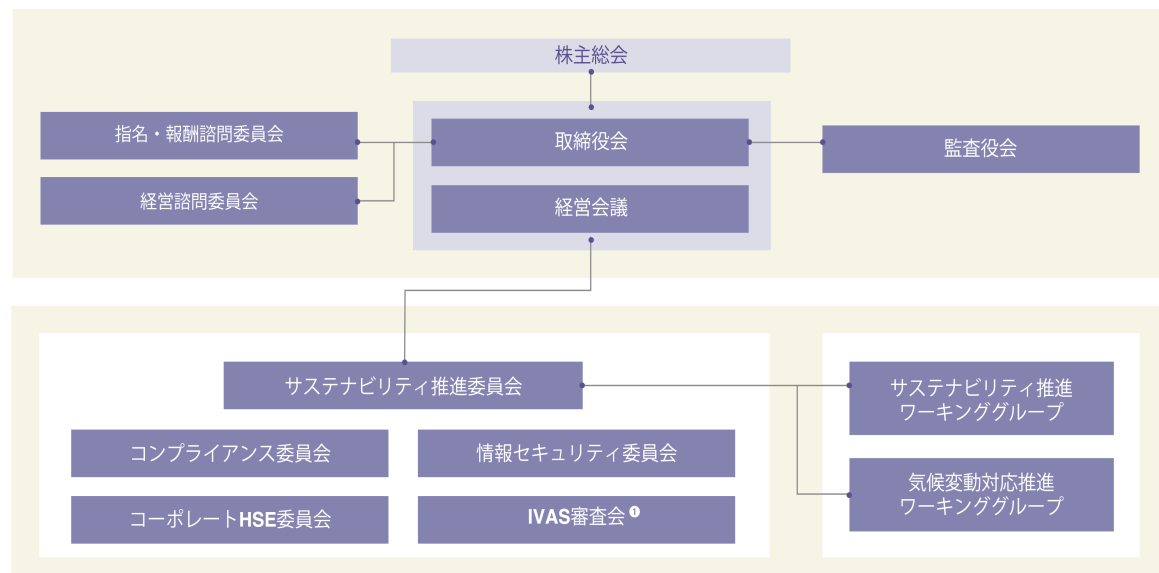 株主総会
指名・報酬諮問委員会
取締役会
監査役会
経営諮問委員会
経営会議
サステナビリティ推進委員会
サステナビリティ推進
ワーキンググループ
コンプライアンス委員会
情報セキュリティ委員会
気候変動対応推進
ワーキンググループ
コーポレートHSE委員会
IVAS審査会❶